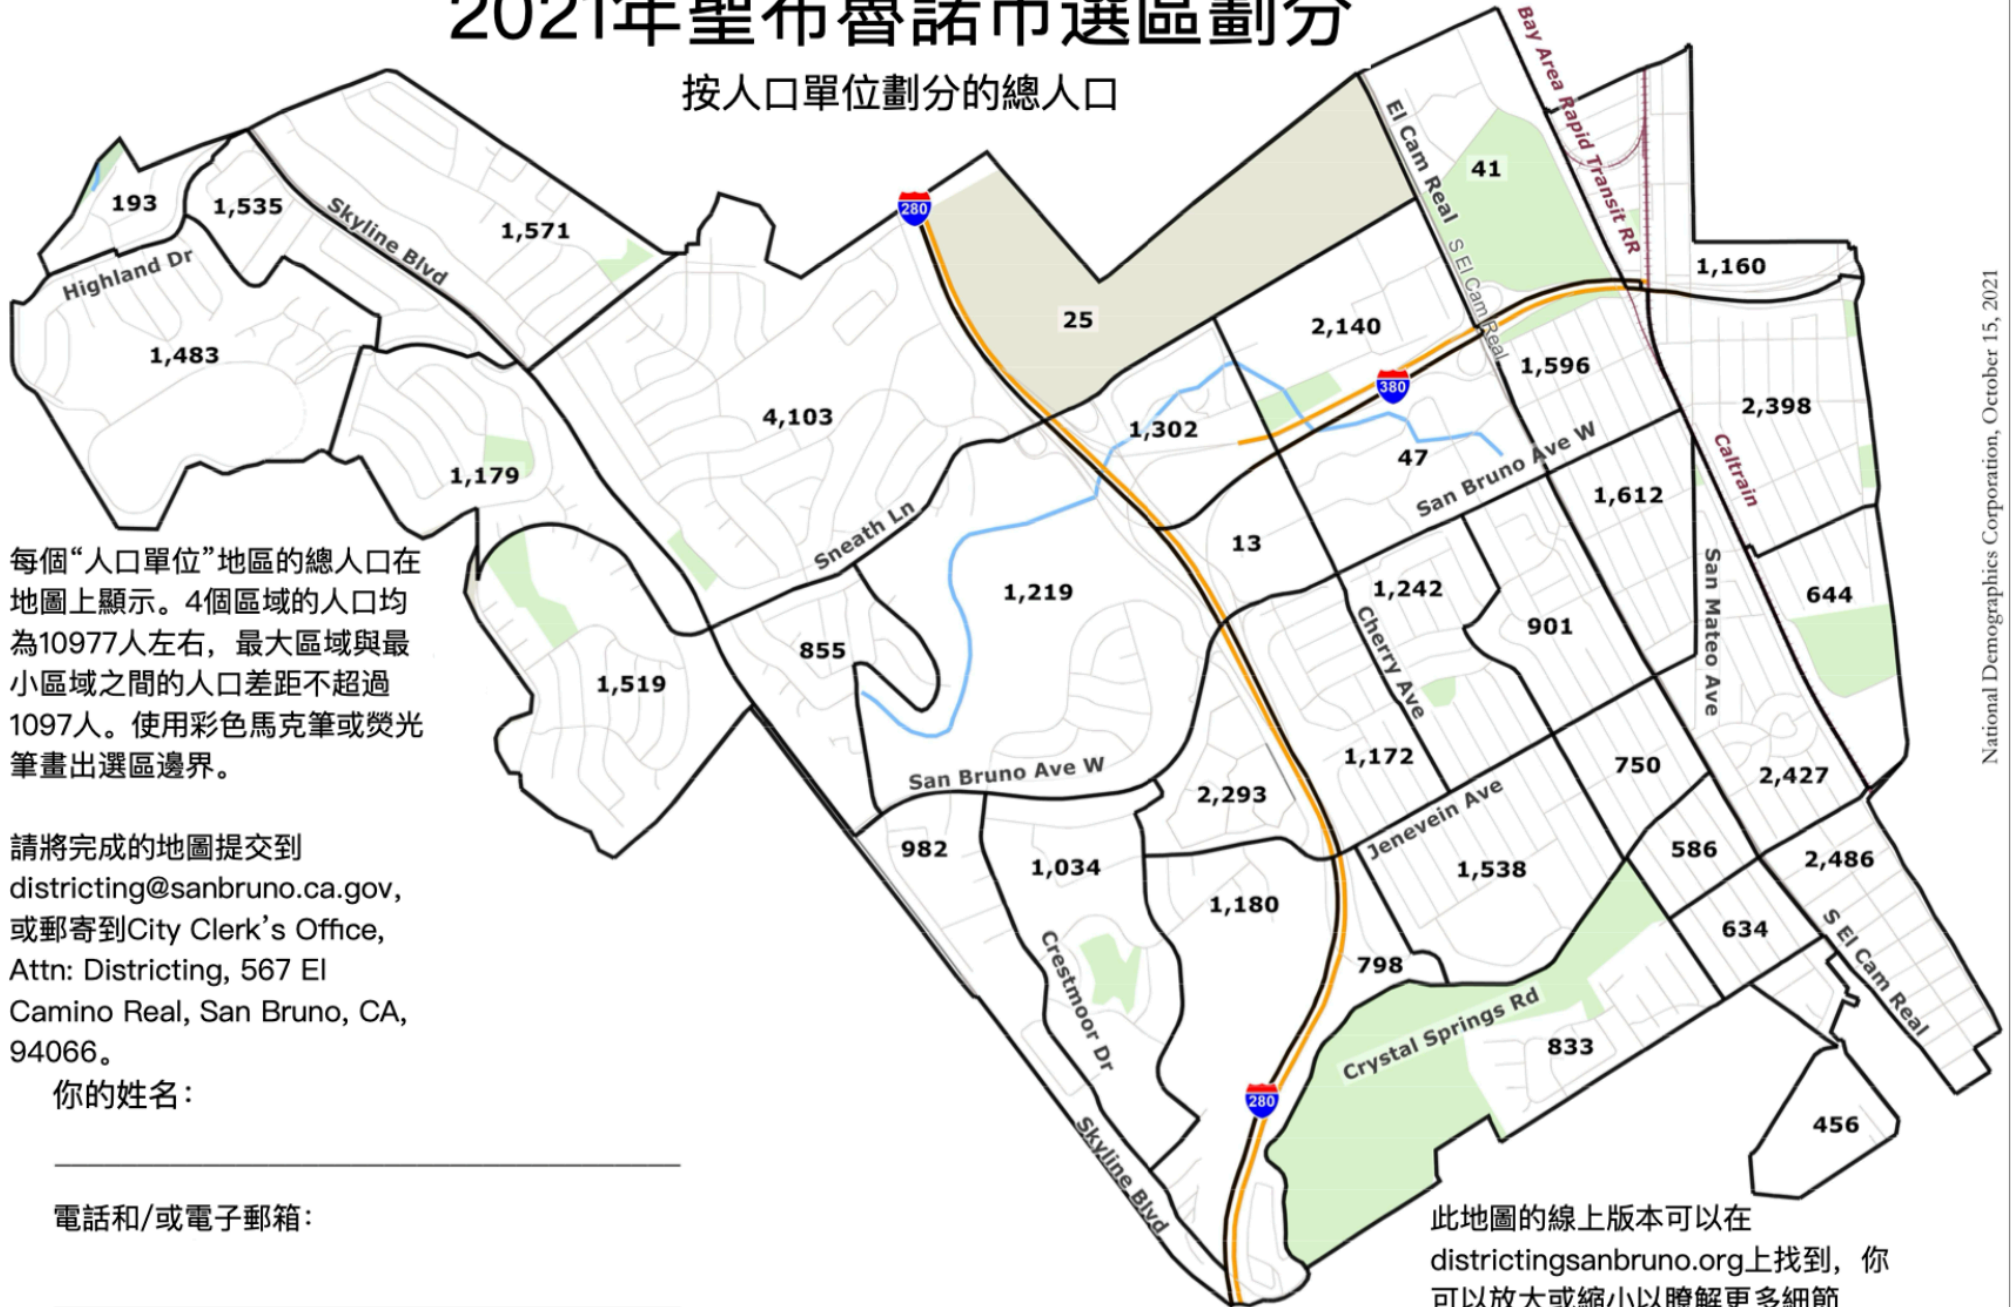 2021年聖布魯諾市選區劃分
按人口單位劃分的總人口
Bay Area Rapid Transit RR
El Cam Real
41
280
193
1,535
Skyline Blvd
1,571
S El Cam Real
Highland Dr
1,160
25
2,140
1,483
380
1,596
4,103
1,302
2,398
1,179
47
San Bruno Ave W
Caltrain
1,612
Sneath Ln
13
1,219
1,242
San Mateo Ave
644
901
Cherry Ave
855
1,519
San Bruno Ave W
1,172
750
2,427
2,293
Jenevein Ave
982
1,034
1,538
586
2,486
1,180
634
S El Cam Real
798
Crestmoor Dr
Crystal Springs Rd
833
280
Skyline Blvd
456
每個“人口單位”地區的總人口在
地圖上顯示。4個區域的人口均
為10977人左右，最大區域與最
小區域之間的人口差距不超過
1097人。使用彩色馬克筆或熒光
筆畫出選區邊界。
請將完成的地圖提交到
districting@sanbruno.ca.gov,
或郵寄到City Clerk’s Office,
Attn: Districting, 567 El
Camino Real, San Bruno, CA,
94066。
你的姓名：
電話和/或電子郵箱：
此地圖的線上版本可以在
districtingsanbruno.org上找到，你
可以放大或縮小以瞭解更多細節
National Demographics Corporation, October 15, 2021